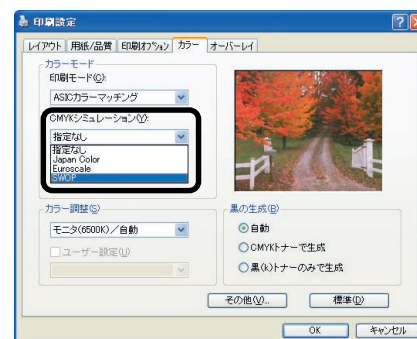 印刷設定
レイアウト 用紙/品質 印刷オプション カラー オーバーレイ
カラーモード
印刷モード(C):
ASICカラーマッチング
CMYKシミュレーション(Y):
指定なし
指定なし
Japan Color
Euroscale
SWOP
カラー調整(S)
モニタ(6500K)/自動
ユーザー設定(U)
黒の生成(B)
自動
CMYKトナーで生成
黒(k)トナーのみで生成
その他(V)... 標準(D)
OK キャンセル